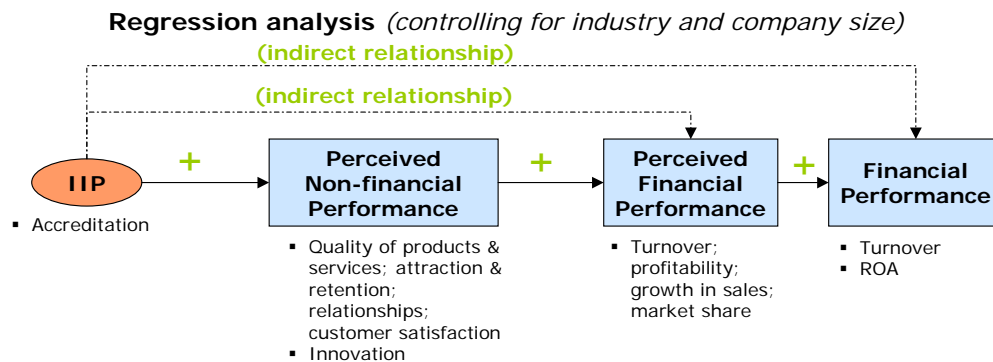 Regression analysis (controlling for industry and company size)
(indirect relationship)
(indirect relationship)
IIP
+
Perceived
Non-financial
Performance
+
Perceived
Financial
Performance
+
Financial
Performance
▪ Accreditation
▪ Quality of products &
services; attraction &
retention;
relationships;
customer satisfaction
▪ Innovation
▪ Turnover;
profitability;
growth in sales;
market share
▪ Turnover
▪ ROA